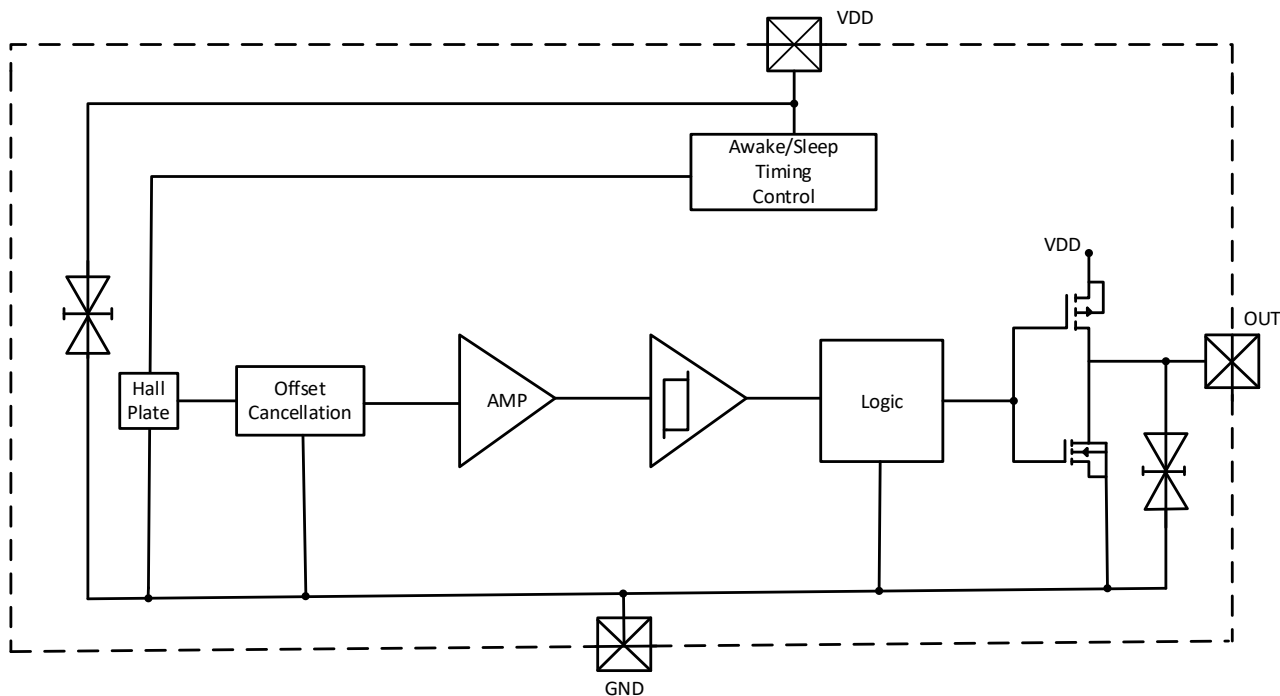 VDD
Awake/Sleep
Timing
Control
VDD
OUT
Hall
Plate
Offset
Cancellation
AMP
Logic
GND